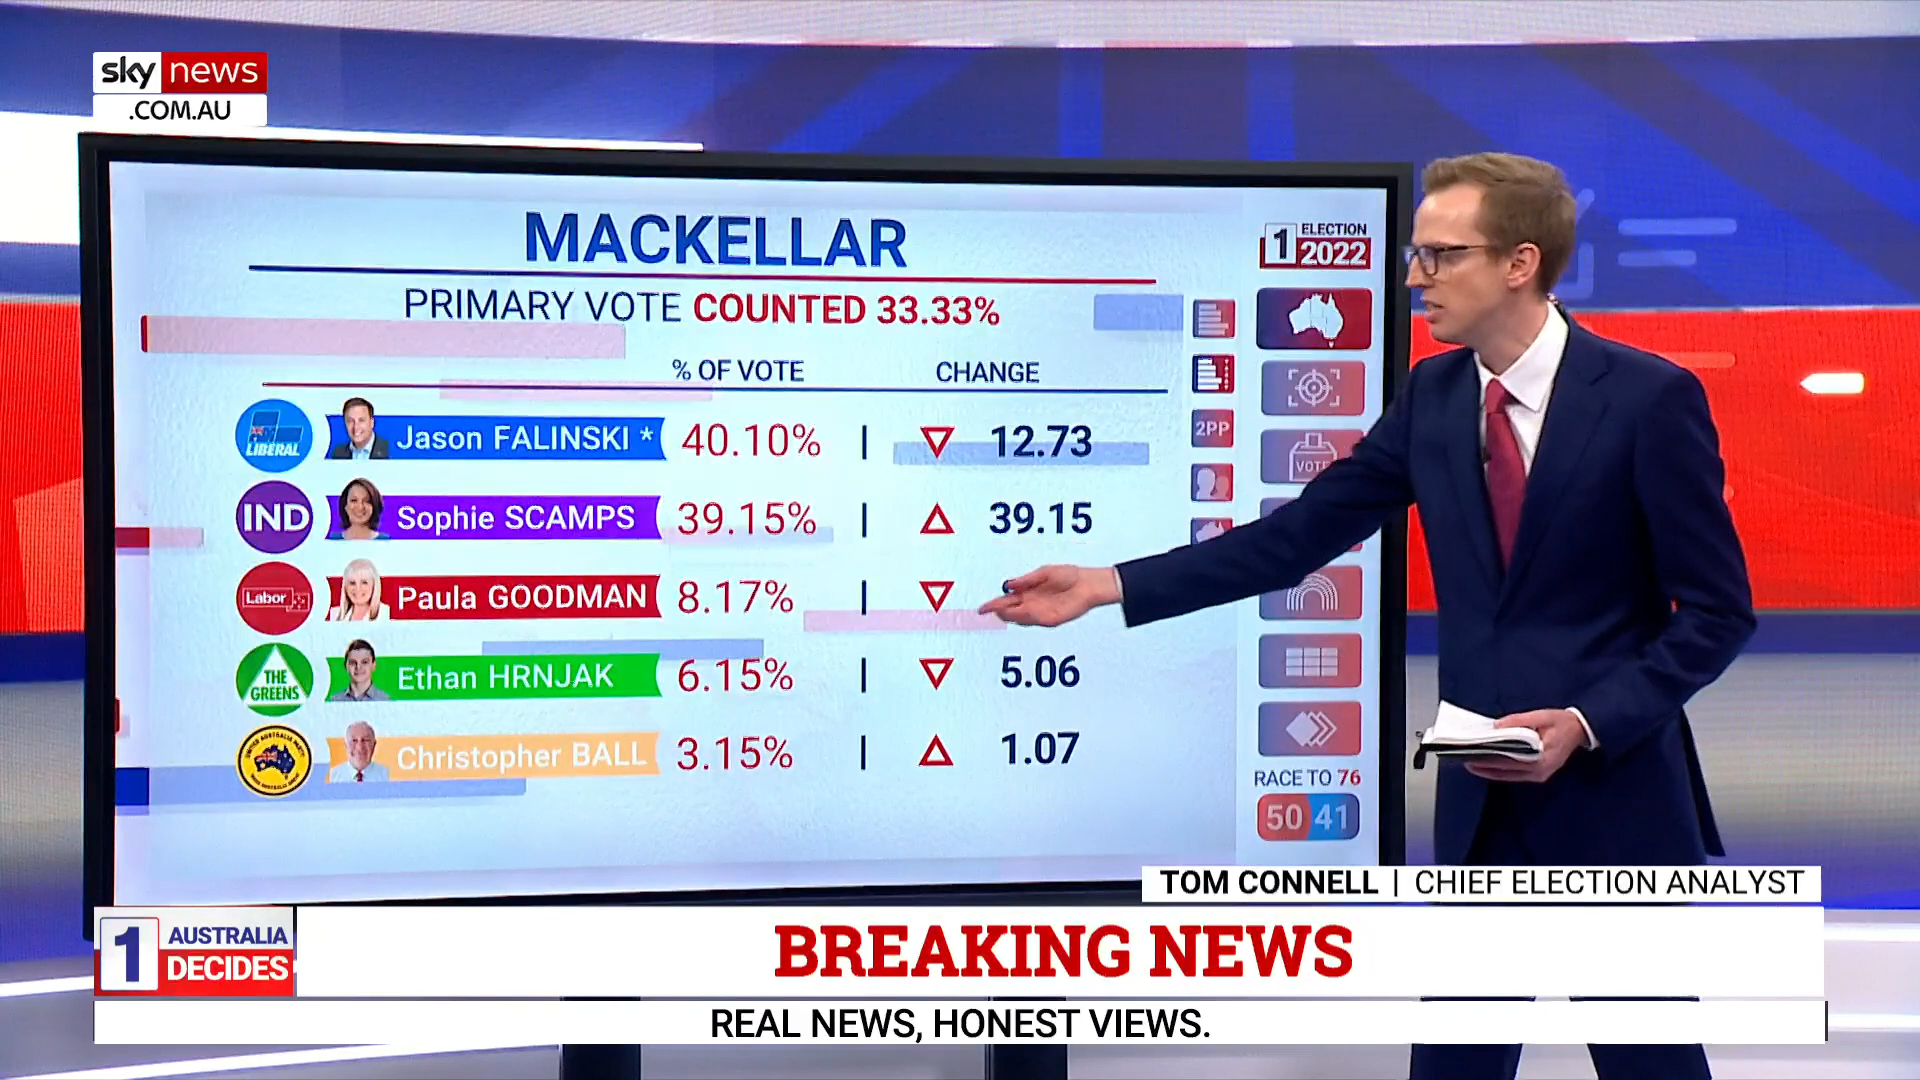 sky news
.COM.AU
MACKELLAR
PRIMARY VOTE COUNTED 33.33%
% OF VOTE CHANGE
LIBERAL Jason FALINSKI * 40.10% | ▽ 12.73
IND Sophie SCAMPS 39.15% | △ 39.15
Labor Paula GOODMAN 8.17% | ▽
THE GREENS Ethan HRNJAK 6.15% | ▽ 5.06
UNITED AUSTRALIA PARTY Christopher BALL 3.15% | △ 1.07
1 ELECTION 2022
2PP
VOTE
RACE TO 76
50 41
TOM CONNELL | CHIEF ELECTION ANALYST
1 AUSTRALIA DECIDES
BREAKING NEWS
REAL NEWS, HONEST VIEWS.